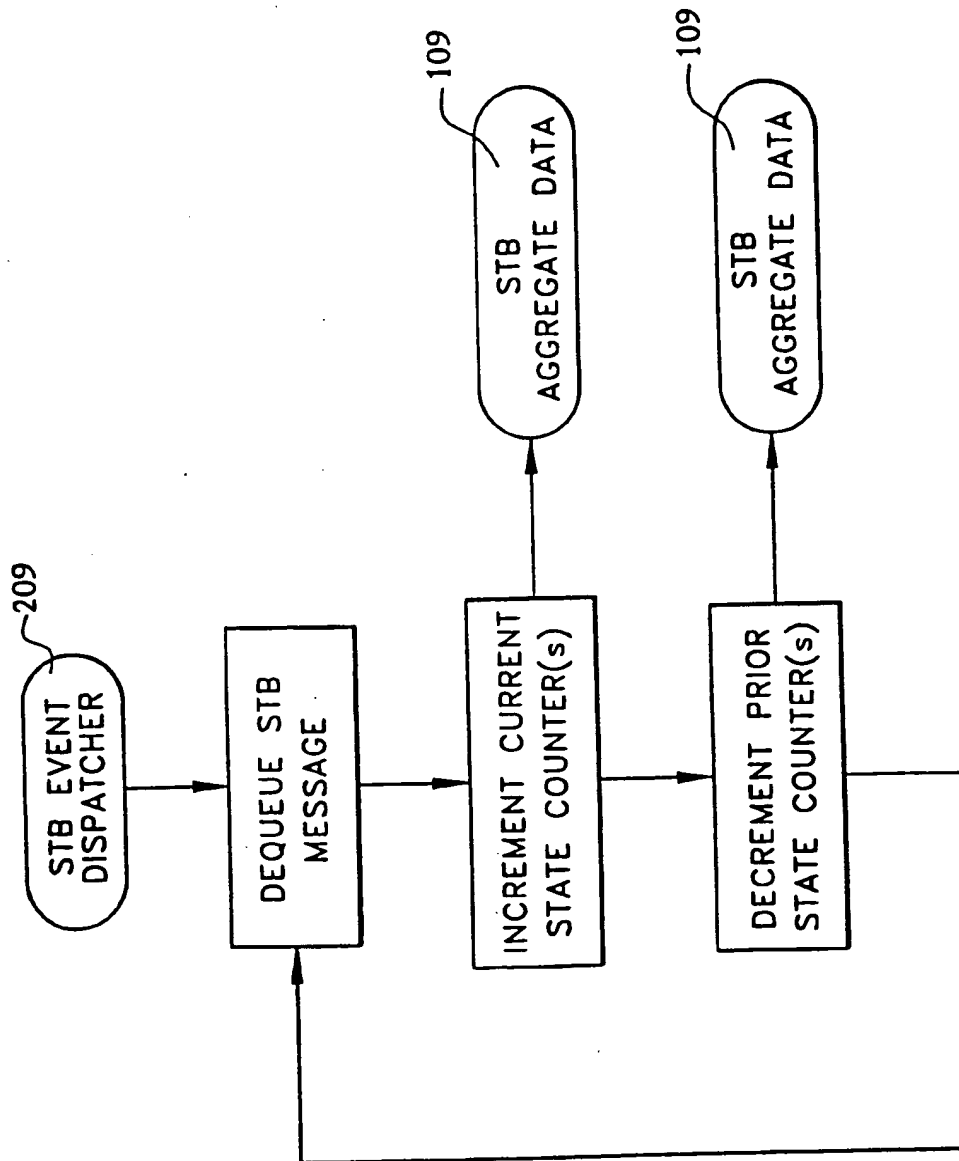 209
STB EVENT
DISPATCHER
DEQUEUE STB
MESSAGE
INCREMENT CURRENT
STATE COUNTER(s)
109
STB
AGGREGATE DATA
DECREMENT PRIOR
STATE COUNTER(s)
109
STB
AGGREGATE DATA